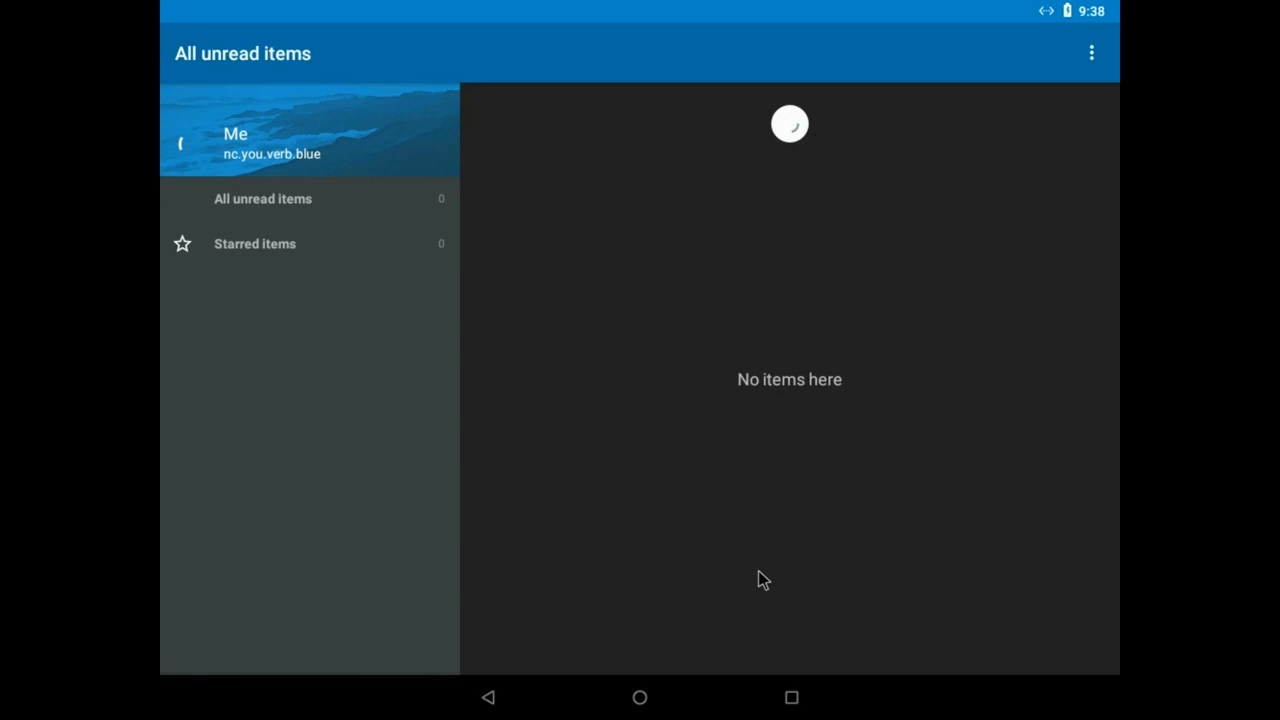 9:38
All unread items
Me
nc.you.verb.blue
All unread items 0
Starred items 0
No items here